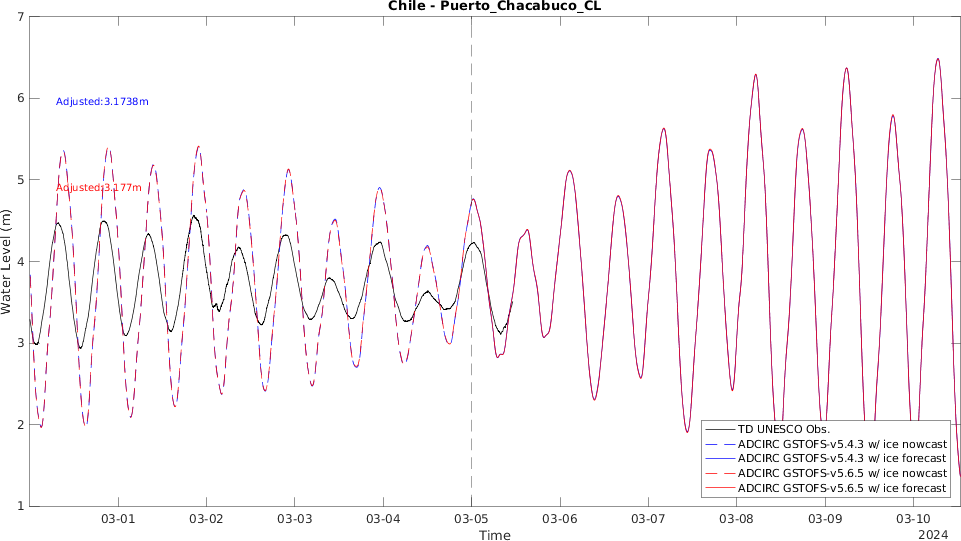 Chile - Puerto_Chacabuco_CL
7
6
5
4
3
2
1
Water Level (m)
Adjusted:3.1738m
Adjusted:3.177m
TD UNESCO Obs.
ADCIRC GSTOFS-v5.4.3 w/ ice nowcast
ADCIRC GSTOFS-v5.4.3 w/ ice forecast
ADCIRC GSTOFS-v5.6.5 w/ ice nowcast
ADCIRC GSTOFS-v5.6.5 w/ ice forecast
03-01 03-02 03-03 03-04 03-05 03-06 03-07 03-08 03-09 03-10
Time
2024